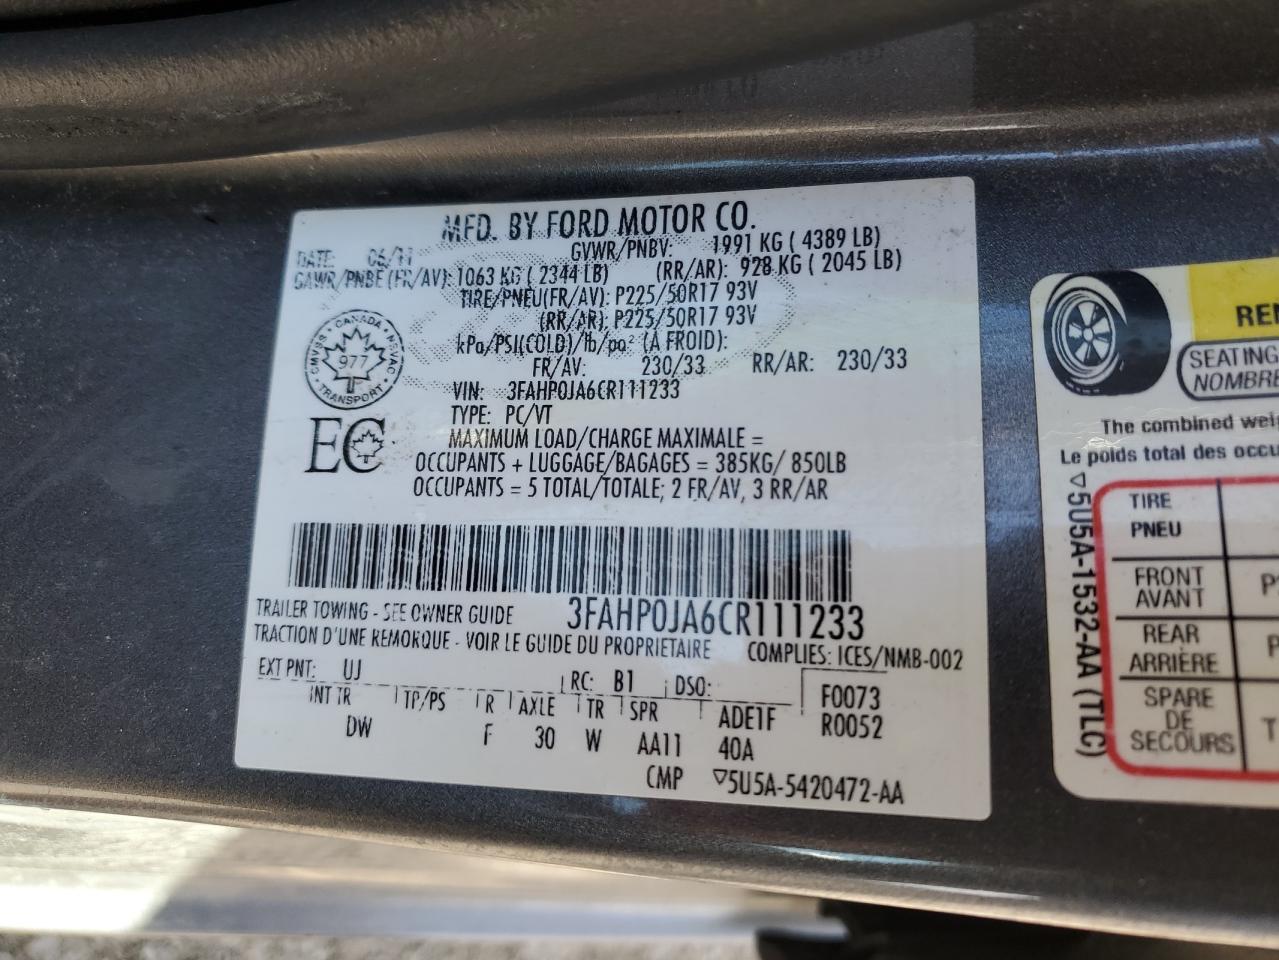 MFD. BY FORD MOTOR CO.
DATE: 06/11 GVWR/PNBV: 1991 KG ( 4389 LB)
GAWR/PNBE(FR/AV): 1063 KG ( 2344 LB) (RR/AR): 928 KG ( 2045 LB)
TIRE/PNEU(FR/AV): P225/50R17 93V
(RR/AR): P225/50R17 93V
kPa/PSI(COLD)/lb/po² (A FROID):
FR/AV: 230/33 RR/AR: 230/33
VIN: 3FAHP0JA6CR111233
TYPE: PC/VT
MAXIMUM LOAD/CHARGE MAXIMALE =
OCCUPANTS + LUGGAGE/BAGAGES = 385KG/ 850LB
OCCUPANTS = 5 TOTAL/TOTALE; 2 FR/AV, 3 RR/AR
CANADA
CMVSS
NSVAC
977
TRANSPORT
EC
3FAHP0JA6CR111233
TRAILER TOWING - SEE OWNER GUIDE
TRACTION D'UNE REMORQUE - VOIR LE GUIDE DU PROPRIETAIRE
COMPLIES: ICES/NMB-002
EXT PNT: UJ RC: B1 DSO: F0073
INT TR TP/PS R AXLE TR SPR ADE1F R0052
DW F 30 W AA11 40A
CMP ▽5U5A-5420472-AA
SEATING
NOMBRE
The combined
Le poids total des
TIRE
PNEU
FRONT
AVANT
REAR
ARRIÈRE
SPARE
DE
SECOURS
▽5U5A-1532-AA (TLC)